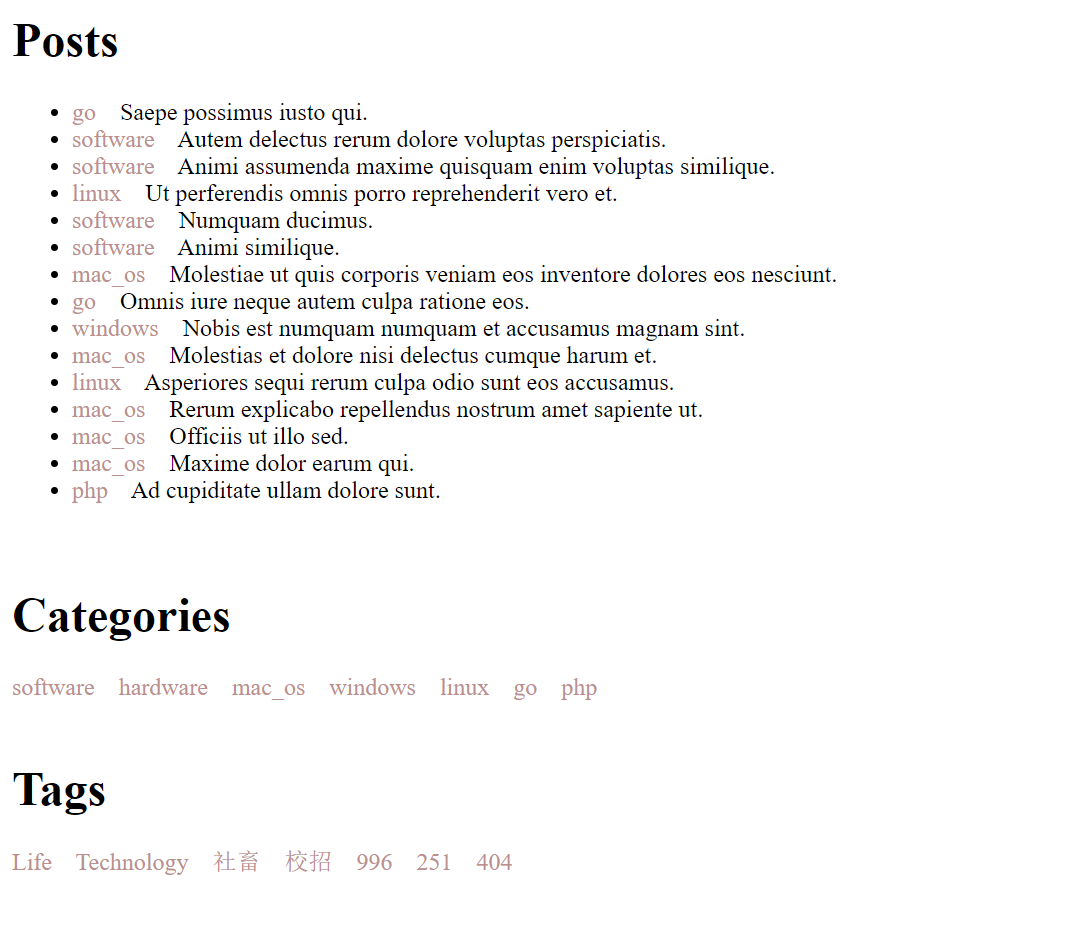 Posts
go Saepe possimus iusto qui.
software Autem delectus rerum dolore voluptas perspiciatis.
software Animi assumenda maxime quisquam enim voluptas similique.
linux Ut perferendis omnis porro reprehenderit vero et.
software Numquam ducimus.
software Animi similique.
mac_os Molestiae ut quis corporis veniam eos inventore dolores eos nesciunt.
go Omnis iure neque autem culpa ratione eos.
windows Nobis est numquam numquam et accusamus magnam sint.
mac_os Molestias et dolore nisi delectus cumque harum et.
linux Asperiores sequi rerum culpa odio sunt eos accusamus.
mac_os Rerum explicabo repellendus nostrum amet sapiente ut.
mac_os Officiis ut illo sed.
mac_os Maxime dolor earum qui.
php Ad cupiditate ullam dolore sunt.
Categories
software hardware mac_os windows linux go php
Tags
Life Technology 社畜 校招 996 251 404